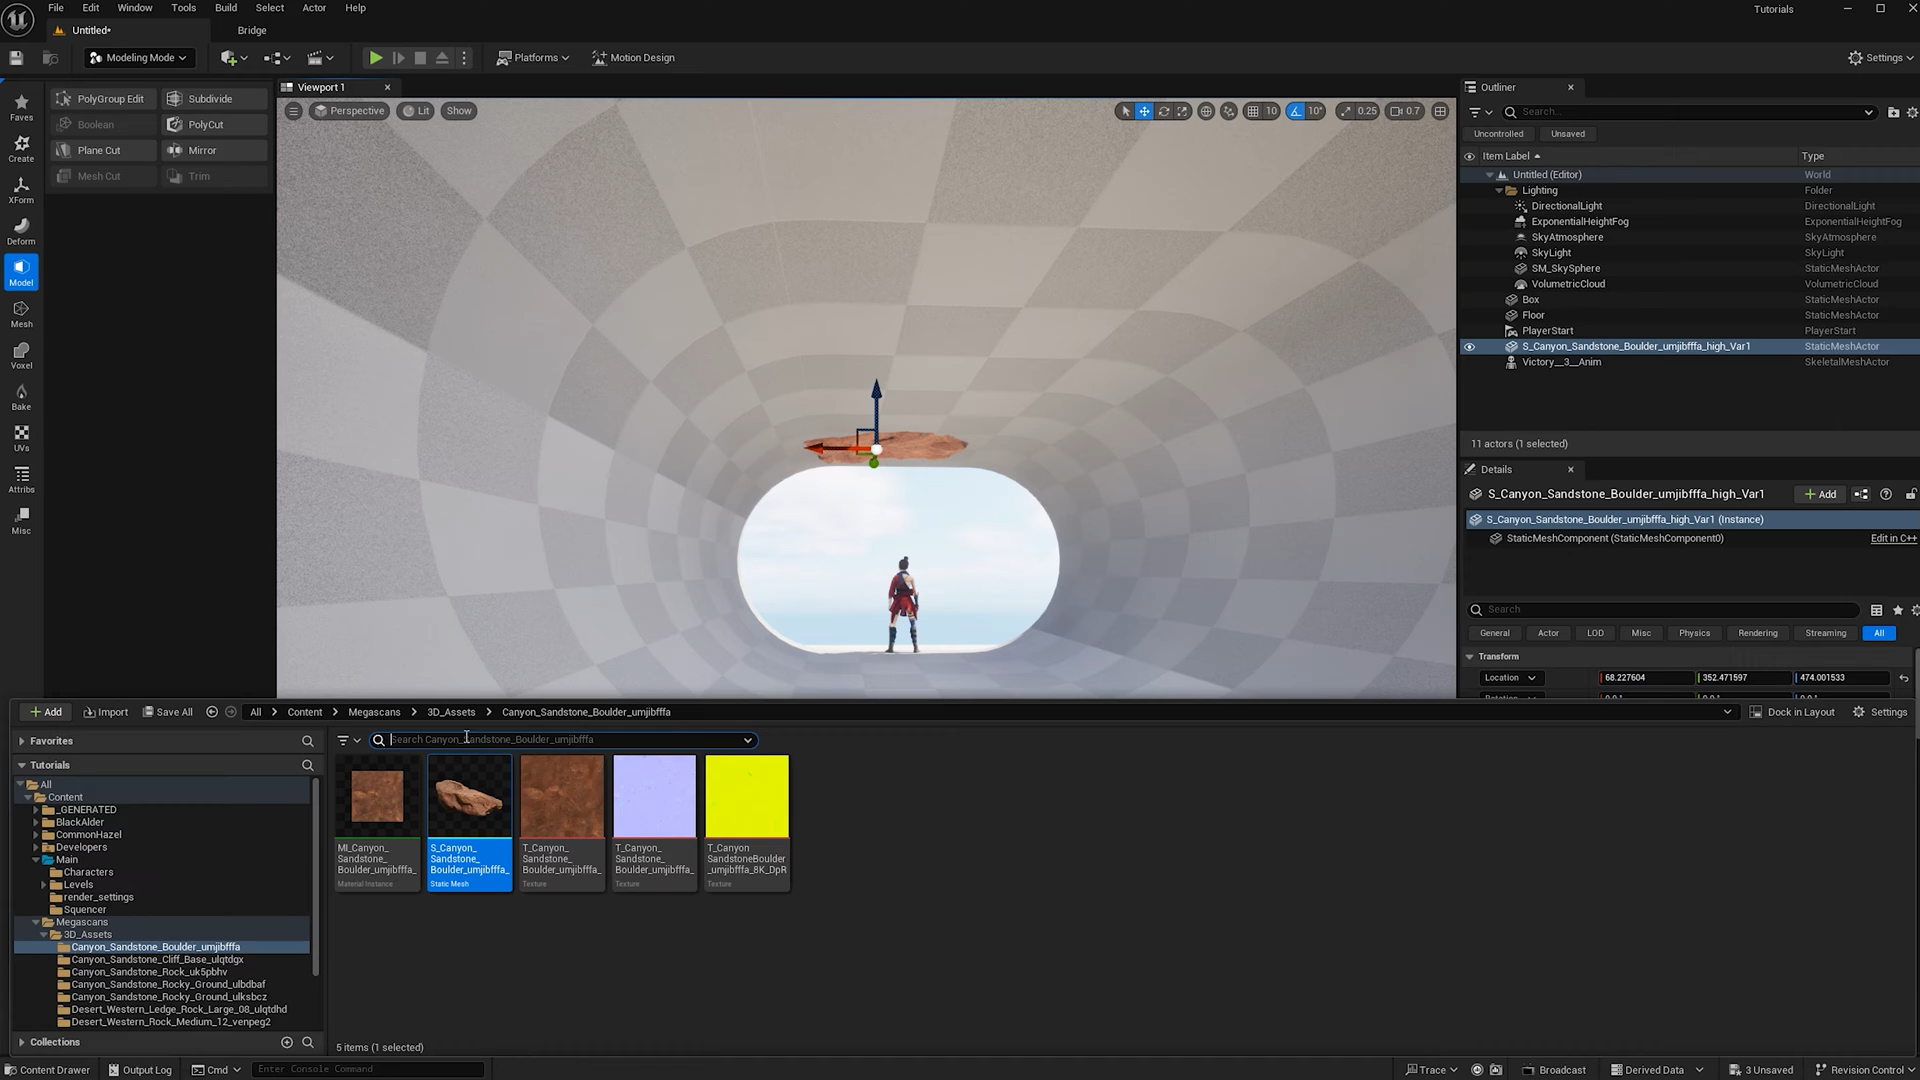 File Edit Window Tools Build Select Actor Help
Tutorials
Untitled•
Bridge
Modeling Mode
Platforms
Motion Design
Settings
Faves
Create
XForm
Deform
Model
Mesh
Voxel
Bake
UVs
Attribs
Misc
PolyGroup Edit
Subdivide
Boolean
PolyCut
Plane Cut
Mirror
Mesh Cut
Trim
Viewport 1
Perspective
Lit
Show
10
10°
0.25
0.7
Outliner
Search...
Uncontrolled
Unsaved
Item Label
Type
Untitled (Editor)
World
Lighting
Folder
DirectionalLight
DirectionalLight
ExponentialHeightFog
ExponentialHeightFog
SkyAtmosphere
SkyAtmosphere
SkyLight
SkyLight
SM_SkySphere
StaticMeshActor
VolumetricCloud
VolumetricCloud
Box
StaticMeshActor
Floor
StaticMeshActor
PlayerStart
PlayerStart
S_Canyon_Sandstone_Boulder_umjibfffa_high_Var1
StaticMeshActor
Victory__3__Anim
SkeletalMeshActor
11 actors (1 selected)
Details
S_Canyon_Sandstone_Boulder_umjibfffa_high_Var1
Add
S_Canyon_Sandstone_Boulder_umjibfffa_high_Var1 (Instance)
StaticMeshComponent (StaticMeshComponent0)
Edit in C++
Search
General
Actor
LOD
Misc
Physics
Rendering
Streaming
All
Transform
Location
68.227604
352.471597
474.001533
Add
Import
Save All
All
Content
Megascans
3D_Assets
Canyon_Sandstone_Boulder_umjibfffa
Dock in Layout
Settings
Favorites
Tutorials
All
Content
_GENERATED
BlackAlder
CommonHazel
Developers
Main
Characters
Levels
render_settings
Squencer
Megascans
3D_Assets
Canyon_Sandstone_Boulder_umjibfffa
Canyon_Sandstone_Cliff_Base_ulqtdgx
Canyon_Sandstone_Rock_uk5pbhv
Canyon_Sandstone_Rocky_Ground_ulbdbaf
Canyon_Sandstone_Rocky_Ground_ulksbcz
Desert_Western_Ledge_Rock_Large_08_ulqtdhd
Desert_Western_Rock_Medium_12_venpeg2
Collections
Search Canyon_Sandstone_Boulder_umjibfffa
MI_Canyon_
Sandstone_
Boulder_umjibfffa_
Material Instance
S_Canyon_
Sandstone_
Boulder_umjibfffa_
Static Mesh
T_Canyon_
Sandstone_
Boulder_umjibfffa_
Texture
T_Canyon_
Sandstone_
Boulder_umjibfffa_
Texture
T_Canyon
SandstoneBoulder
_umjibfffa_8K_DpR
Texture
5 items (1 selected)
Content Drawer
Output Log
Cmd
Enter Console Command
Trace
Broadcast
Derived Data
3 Unsaved
Revision Control